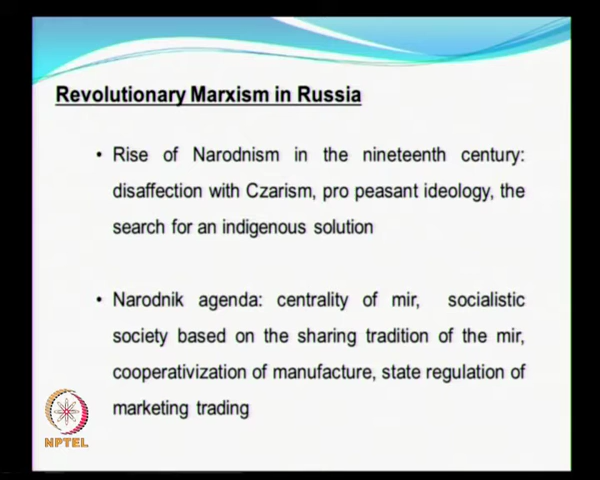 Revolutionary Marxism in Russia
• Rise of Narodnism in the nineteenth century:
disaffection with Czarism, pro peasant ideology, the
search for an indigenous solution
• Narodnik agenda: centrality of mir, socialistic
society based on the sharing tradition of the mir,
cooperativization of manufacture, state regulation of
marketing trading
NPTEL